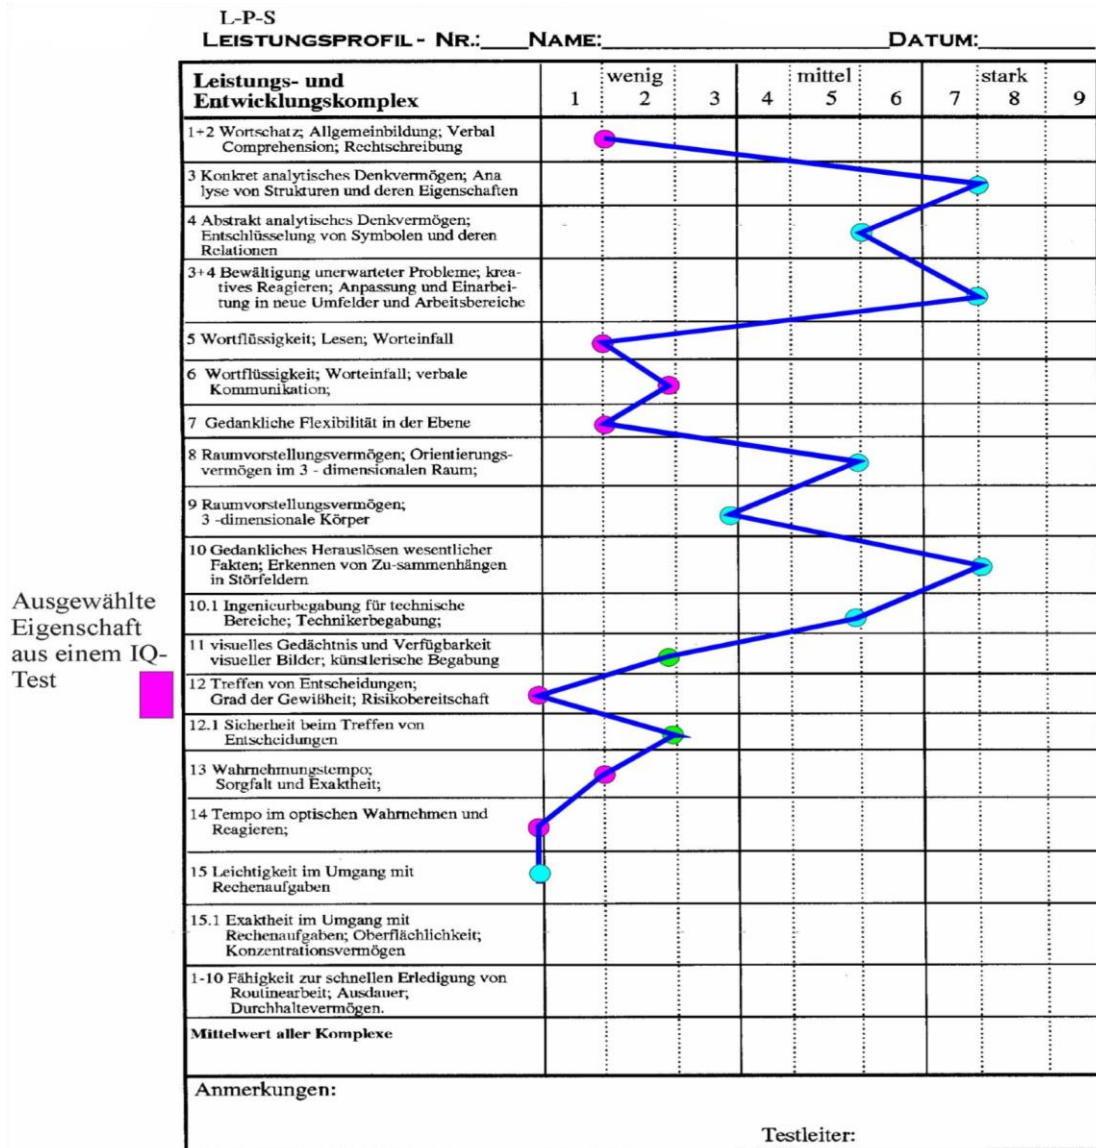 L-P-S
LEISTUNGSPROFIL - NR.:___NAME:____________________DATUM:________
Leistungs- und
Entwicklungskomplex
wenig mittel stark
1 2 3 4 5 6 7 8 9
1+2 Wortschatz; Allgemeinbildung; Verbal
Comprehension; Rechtschreibung
3 Konkret analytisches Denkvermögen; Ana
lyse von Strukturen und deren Eigenschaften
4 Abstrakt analytisches Denkvermögen;
Entschlüsselung von Symbolen und deren
Relationen
3+4 Bewältigung unerwarteter Probleme; krea-
tives Reagieren; Anpassung und Einarbei-
tung in neue Umfelder und Arbeitsbereiche
5 Wortflüssigkeit; Lesen; Worteinfall
6 Wortflüssigkeit; Worteinfall; verbale
Kommunikation;
7 Gedankliche Flexibilität in der Ebene
8 Raumvorstellungsvermögen; Orientierungs-
vermögen im 3 - dimensionalen Raum;
9 Raumvorstellungsvermögen;
3 -dimensionale Körper
10 Gedankliches Herauslösen wesentlicher
Fakten; Erkennen von Zu-sammenhängen
in Störfeldern
10.1 Ingenieurbegabung für technische
Bereiche; Technikerbegabung;
11 visuelles Gedächtnis und Verfügbarkeit
visueller Bilder; künstlerische Begabung
12 Treffen von Entscheidungen;
Grad der Gewißheit; Risikobereitschaft
12.1 Sicherheit beim Treffen von
Entscheidungen
13 Wahrnehmungstempo;
Sorgfalt und Exaktheit;
14 Tempo im optischen Wahrnehmen und
Reagieren;
15 Leichtigkeit im Umgang mit
Rechenaufgaben
15.1 Exaktheit im Umgang mit
Rechenaufgaben; Oberflächlichkeit;
Konzentrationsvermögen
1-10 Fähigkeit zur schnellen Erledigung von
Routinearbeit; Ausdauer;
Durchhaltevermögen.
Mittelwert aller Komplexe
Anmerkungen:
Testleiter:
Ausgewählte
Eigenschaft
aus einem IQ-
Test